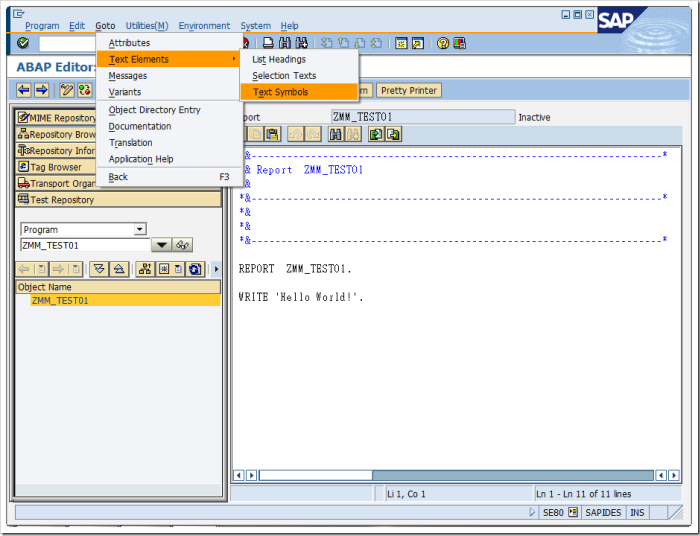 Program Edit Goto Utilities(M) Environment System Help
SAP
Attributes
Text Elements
Messages
Variants
Object Directory Entry
Documentation
Translation
Application Help
Back F3
List Headings
Selection Texts
Text Symbols
ABAP Editor:
Pretty Printer
MIME Repository
Repository Brow
Repository Infor
Tag Browser
Transport Organ
Test Repository
Program
ZMM_TEST01
Object Name
ZMM_TEST01
port ZMM_TEST01 Inactive
&---------------------------------------------------------------------*
& Report ZMM_TEST01
&
*&---------------------------------------------------------------------*
*&
*&
*&---------------------------------------------------------------------*
REPORT ZMM_TEST01.
WRITE 'Hello World!'.
Li 1, Co 1 Ln 1 - Ln 11 of 11 lines
SE80 SAPIDES INS